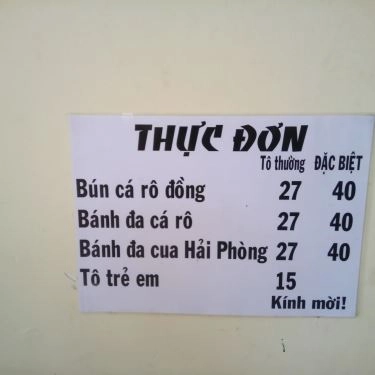 THỰC ĐƠN
Tô thường ĐẶC BIỆT
Bún cá rô đồng 27 40
Bánh đa cá rô 27 40
Bánh đa cua Hải Phòng 27 40
Tô trẻ em 15
Kính mời!